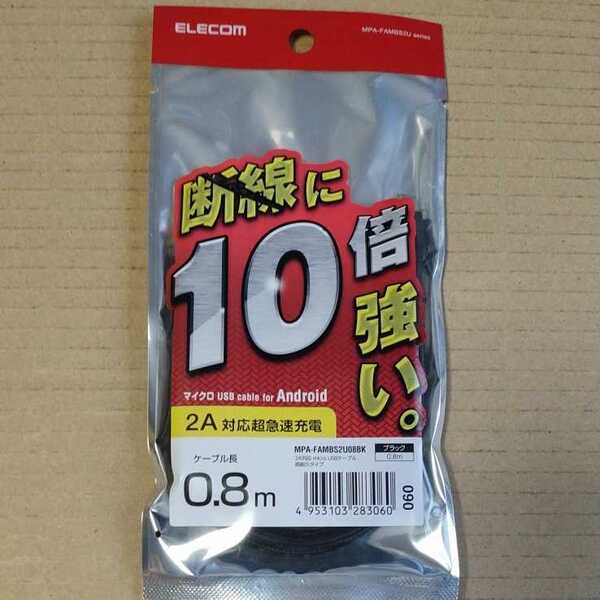 ELECOM
MPA-FAMBS2U series
断線に
10倍
強い。
マイクロ USB cable for Android
2A 対応超急速充電
ケーブル長
0.8m
MPA-FAMBS2U08BK
ブラック
0.8m
4 953103 283060
060